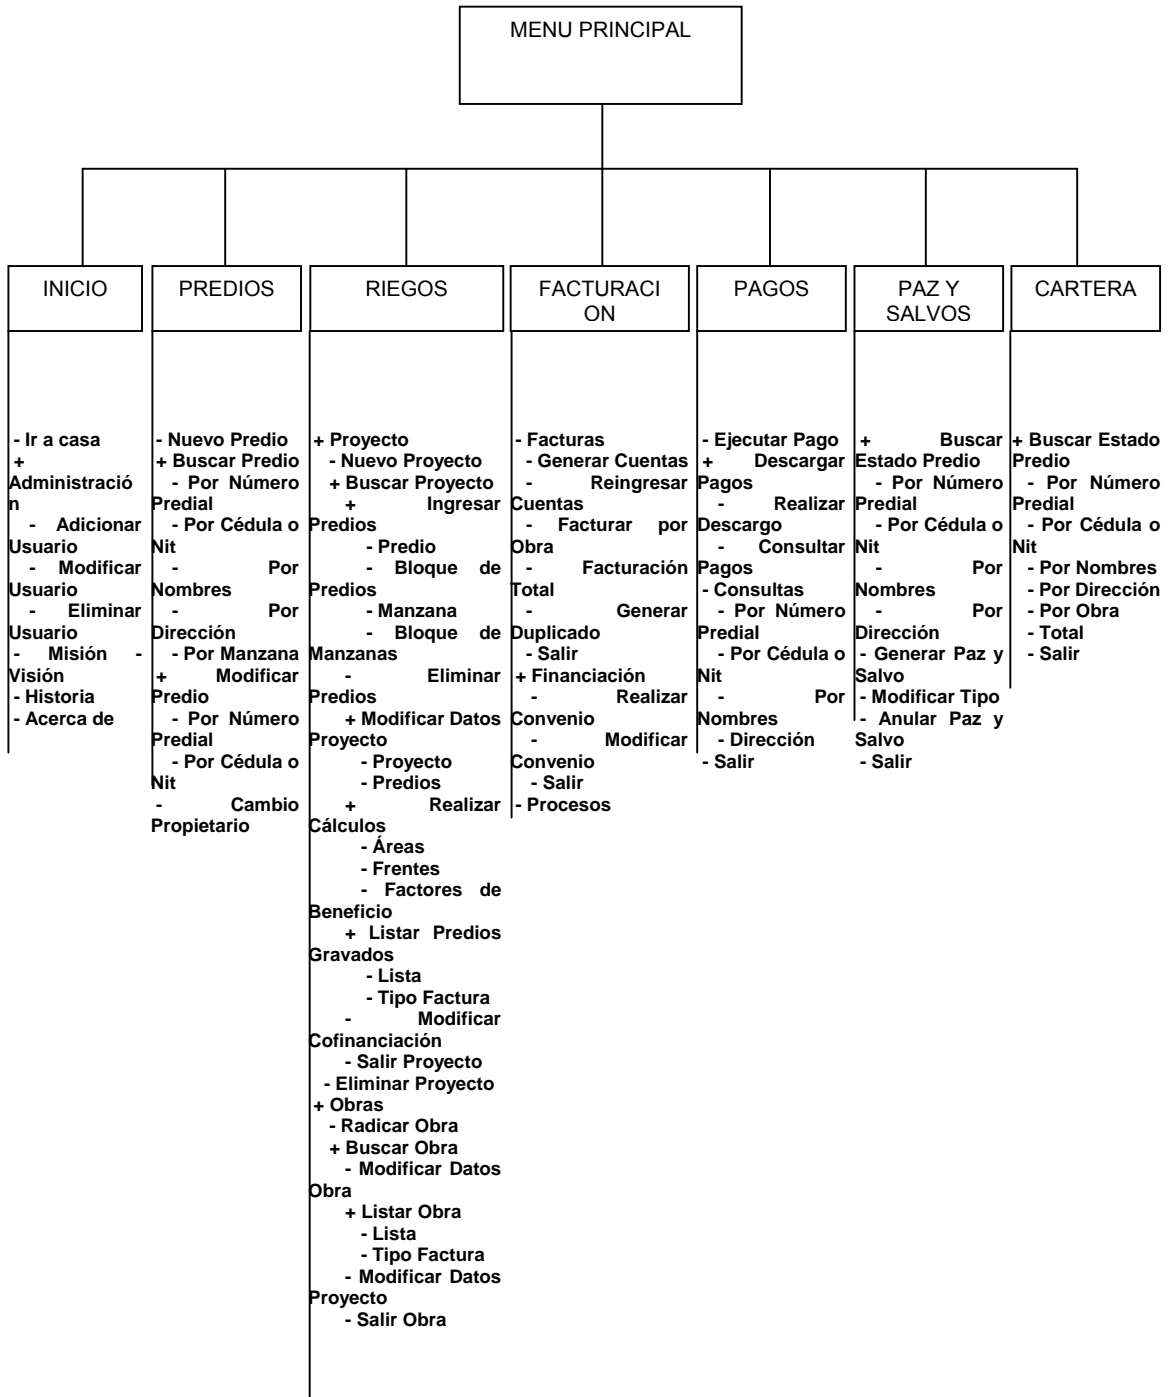 MENU PRINCIPAL
INICIO
PREDIOS
RIEGOS
FACTURACI
ON
PAGOS
PAZ Y
SALVOS
CARTERA
- Ir a casa
+
Administració
n
- Adicionar
Usuario
- Modificar
Usuario
- Eliminar
Usuario
- Misión -
Visión
- Historia
- Acerca de
- Nuevo Predio
+ Buscar Predio
- Por Número
Predial
- Por Cédula o
Nit
- Por
Nombres
- Por
Dirección
- Por Manzana
+ Modificar
Predio
- Por Número
Predial
- Por Cédula o
Nit
- Cambio
Propietario
+ Proyecto
- Nuevo Proyecto
+ Buscar Proyecto
+ Ingresar
Predios
- Predio
- Bloque de
Predios
- Manzana
- Bloque de
Manzanas
- Eliminar
Predios
+ Modificar Datos
Proyecto
- Proyecto
- Predios
+ Realizar
Cálculos
- Áreas
- Frentes
- Factores de
Beneficio
+ Listar Predios
Gravados
- Lista
- Tipo Factura
- Modificar
Cofinanciación
- Salir Proyecto
- Eliminar Proyecto
+ Obras
- Radicar Obra
+ Buscar Obra
- Modificar Datos
Obra
+ Listar Obra
- Lista
- Tipo Factura
- Modificar Datos
Proyecto
- Salir Obra
- Facturas
- Generar Cuentas
- Reingresar
Cuentas
- Facturar por
Obra
- Facturación
Total
- Generar
Duplicado
- Salir
+ Financiación
- Realizar
Convenio
- Modificar
Convenio
- Salir
- Procesos
- Ejecutar Pago
+ Descargar
Pagos
- Realizar
Descargo
- Consultar
Pagos
- Consultas
- Por Número
Predial
- Por Cédula o
Nit
- Por
Nombres
- Dirección
- Salir
+ Buscar
Estado Predio
- Por Número
Predial
- Por Cédula o
Nit
- Por
Nombres
- Por
Dirección
- Generar Paz y
Salvo
- Modificar Tipo
- Anular Paz y
Salvo
- Salir
+ Buscar Estado
Predio
- Por Número
Predial
- Por Cédula o
Nit
- Por Nombres
- Por Dirección
- Por Obra
- Total
- Salir